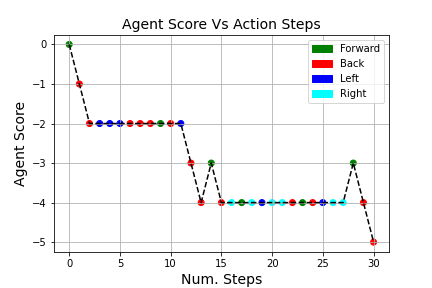 Agent Score Vs Action Steps
Agent Score
0
−1
−2
−3
−4
−5
Forward
Back
Left
Right
0 5 10 15 20 25 30
Num. Steps